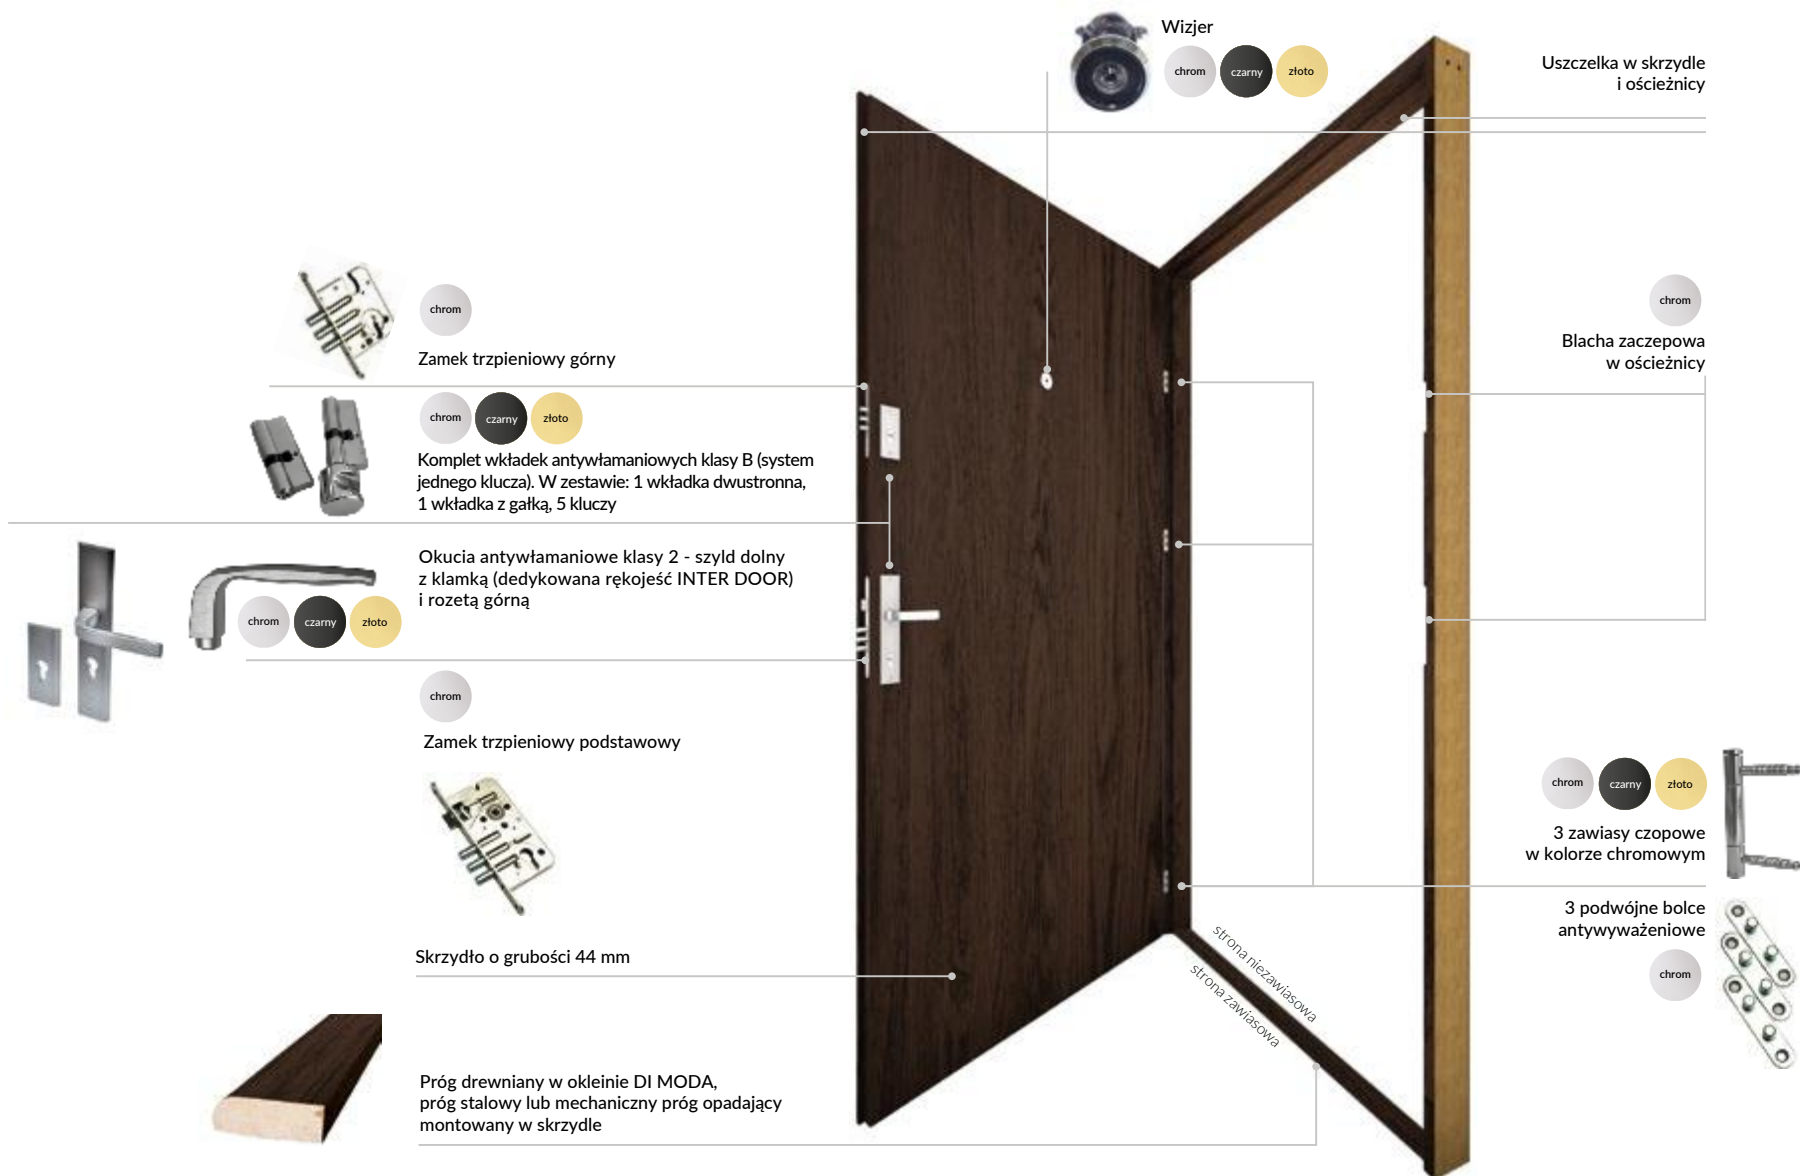 Wizjer
chrom czarny złoto
Uszczelka w skrzydle
i ościeżnicy
chrom
Zamek trzpieniowy górny
chrom
Blacha zaczepowa
w ościeżnicy
chrom czarny złoto
Komplet wkładek antywłamaniowych klasy B (system
jednego klucza). W zestawie: 1 wkładka dwustronna,
1 wkładka z gałką, 5 kluczy
Okucia antywłamaniowe klasy 2 - szyld dolny
z klamką (dedykowana rękojeść INTER DOOR)
i rozetą górną
chrom czarny złoto
chrom
Zamek trzpieniowy podstawowy
chrom czarny złoto
3 zawiasy czopowe
w kolorze chromowym
3 podwójne bolce
antywyważeniowe
chrom
Skrzydło o grubości 44 mm
strona niezawiasowa
strona zawiasowa
Próg drewniany w okleinie DI MODA,
próg stalowy lub mechaniczny próg opadający
montowany w skrzydle